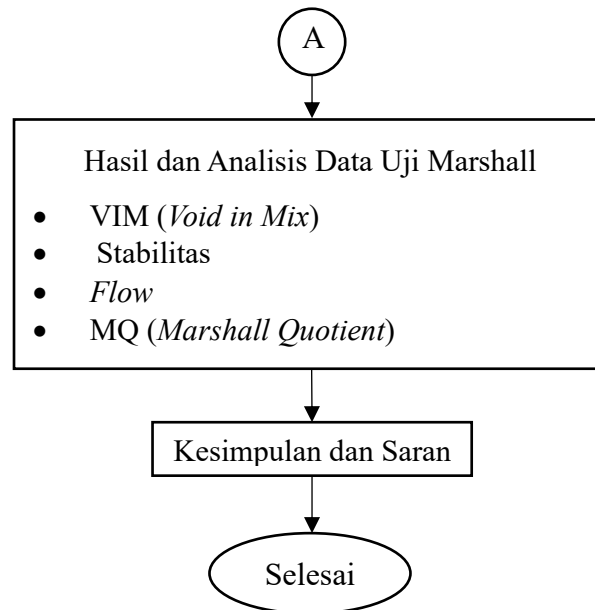 A
Hasil dan Analisis Data Uji Marshall
• VIM (Void in Mix)
• Stabilitas
• Flow
• MQ (Marshall Quotient)
Kesimpulan dan Saran
Selesai